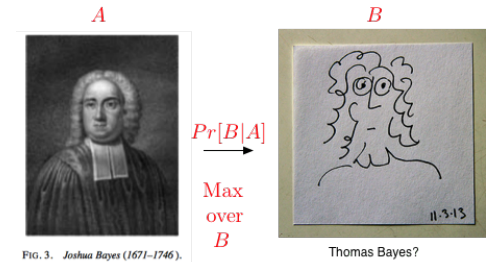 A
B
Pr[B|A]
Max
over
B
11.3.13
FIG. 3. Joshua Bayes (1671–1746).
Thomas Bayes?